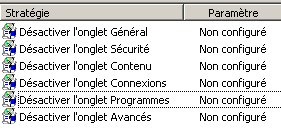 Stratégie Paramètre
Désactiver l'onglet Général Non configuré
Désactiver l'onglet Sécurité Non configuré
Désactiver l'onglet Contenu Non configuré
Désactiver l'onglet Connexions Non configuré
Désactiver l'onglet Programmes Non configuré
Désactiver l'onglet Avancés Non configuré